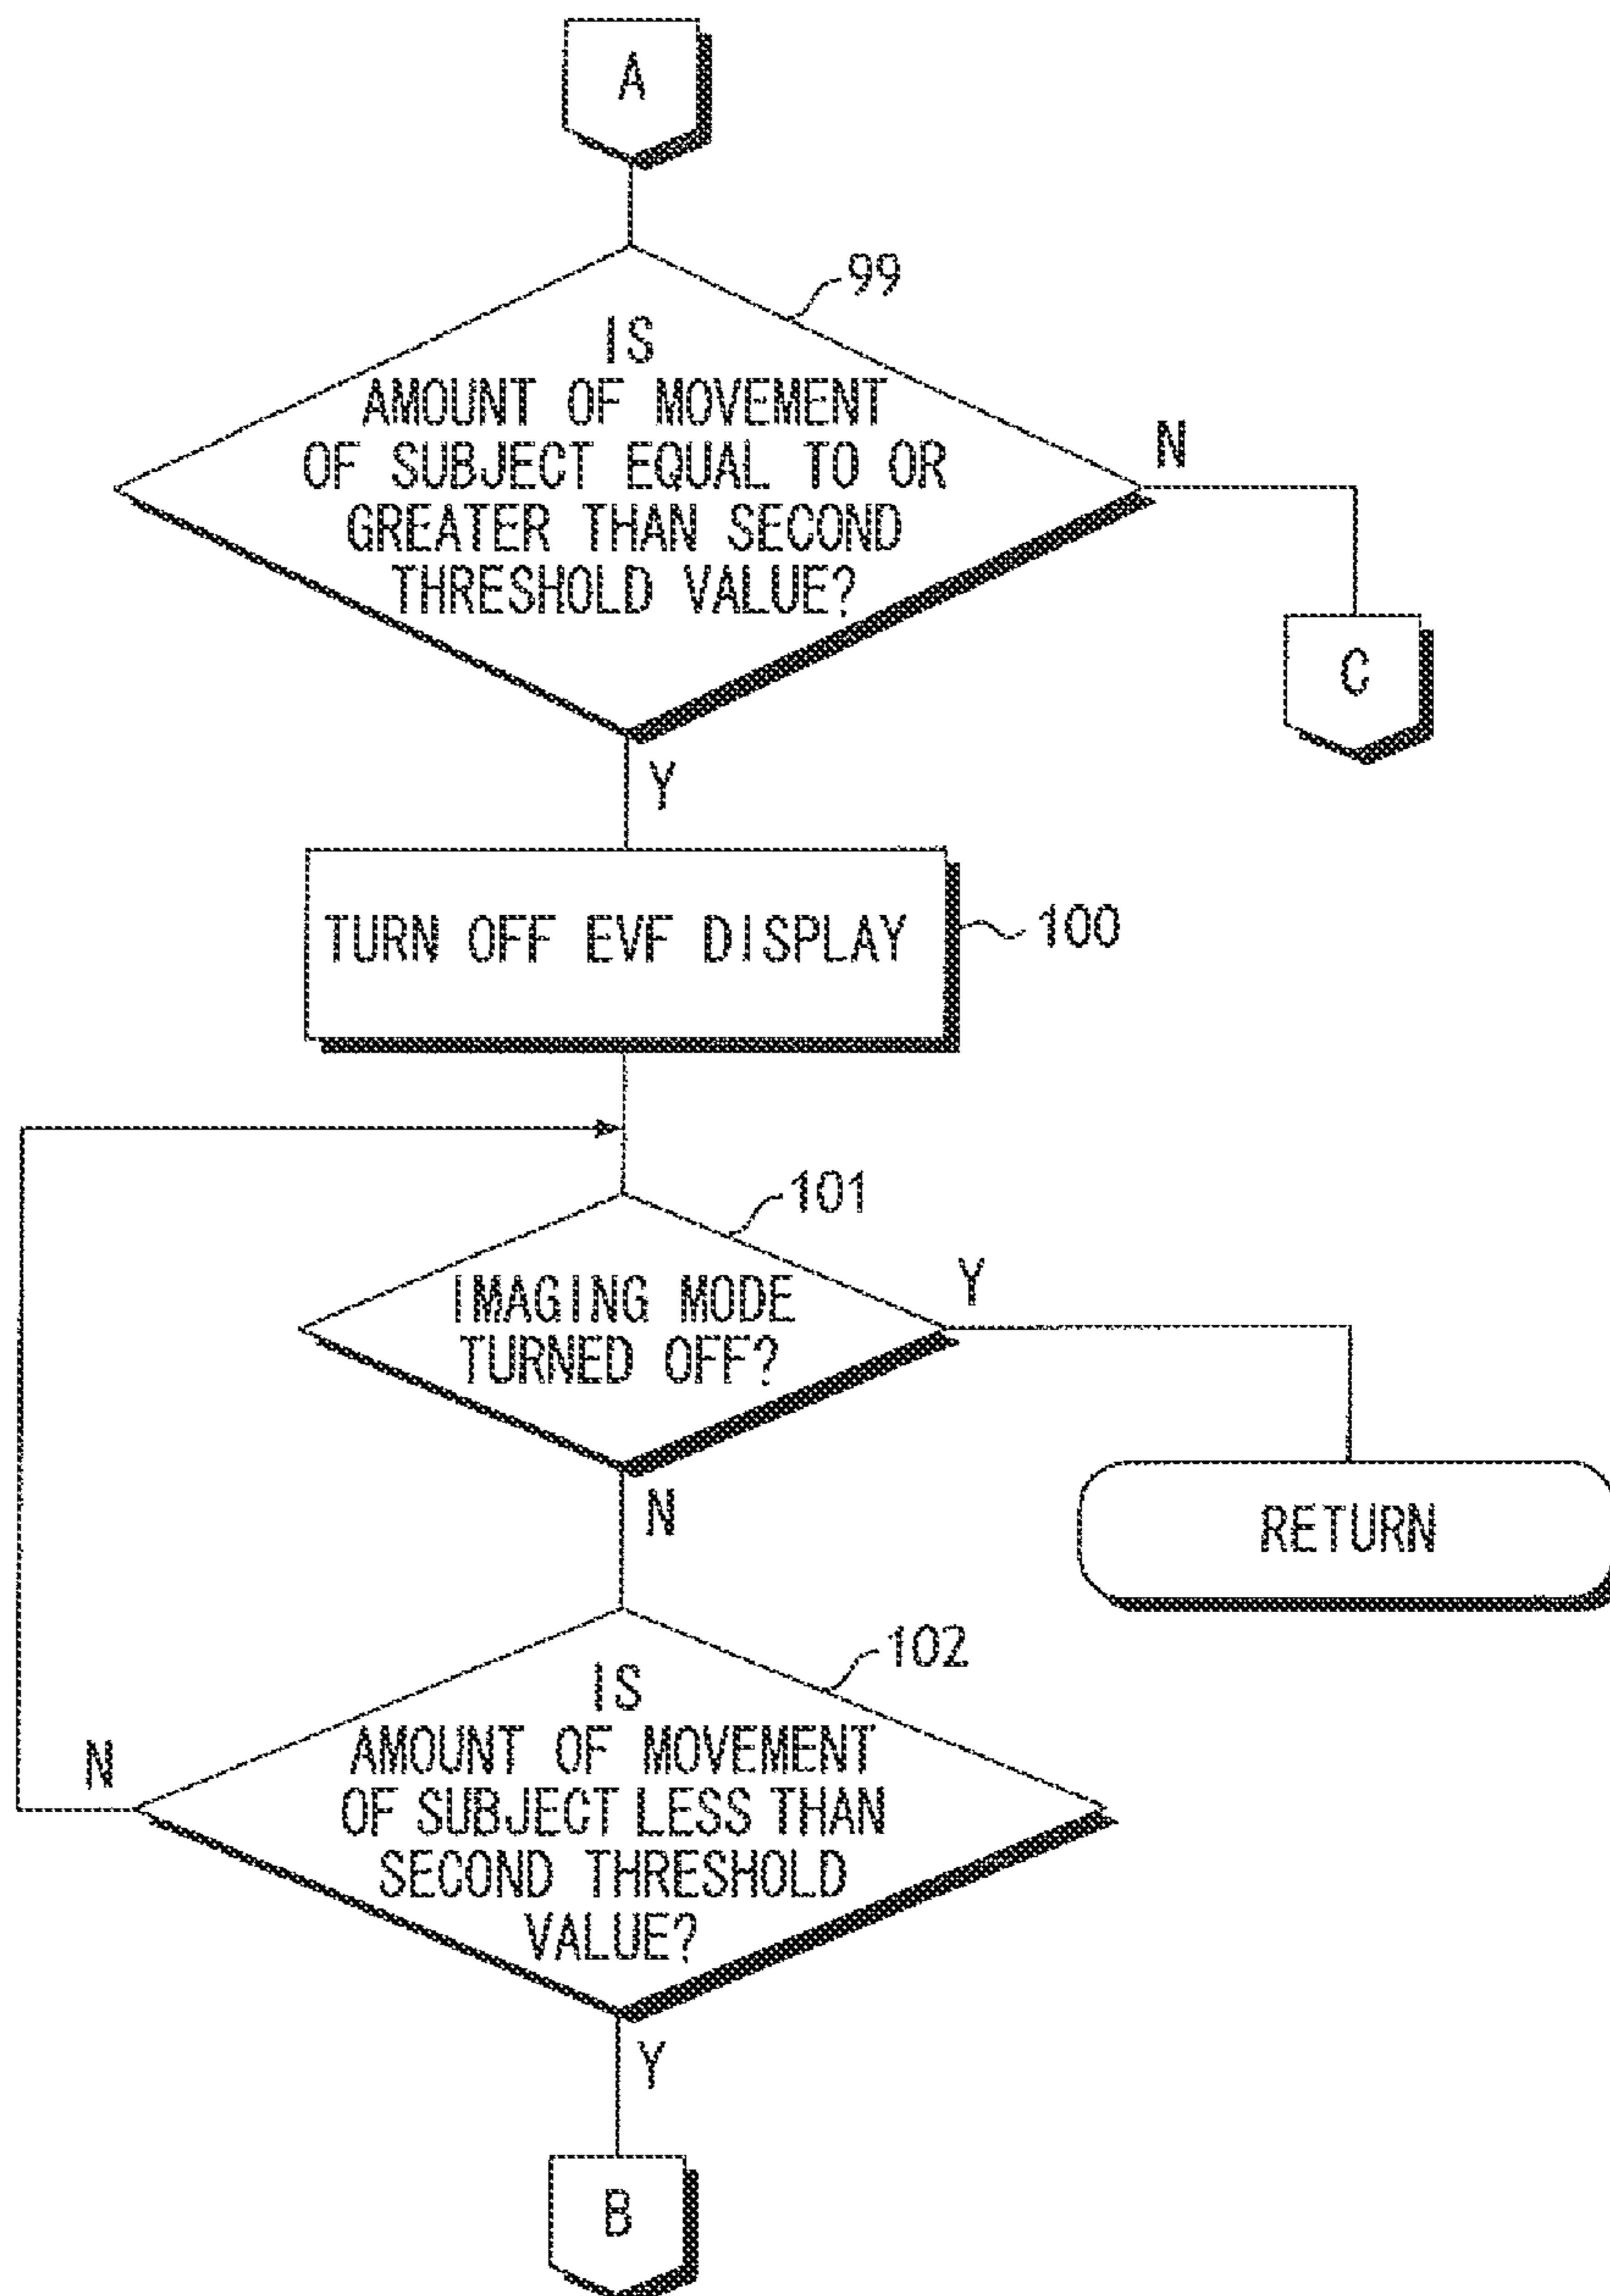 A
99
IS
AMOUNT OF MOVEMENT
OF SUBJECT EQUAL TO OR
GREATER THAN SECOND
THRESHOLD VALUE?
N
C
Y
TURN OFF EVF DISPLAY
100
101
IMAGING MODE
TURNED OFF?
Y
RETURN
N
102
IS
AMOUNT OF MOVEMENT
OF SUBJECT LESS THAN
SECOND THRESHOLD
VALUE?
N
Y
B